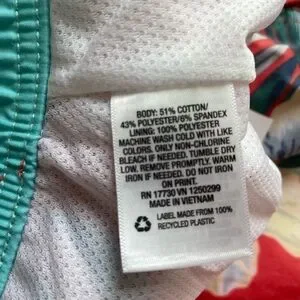 BODY: 51% COTTON/
43% POLYESTER/6% SPANDEX
LINING: 100% POLYESTER
MACHINE WASH COLD WITH LIKE
COLORS. ONLY NON-CHLORINE
BLEACH IF NEEDED. TUMBLE DRY
LOW. REMOVE PROMPTLY. WARM
IRON IF NEEDED. DO NOT IRON
ON PRINT.
RN 17730 VN 1250299
MADE IN VIETNAM
LABEL MADE FROM 100%
RECYCLED PLASTIC